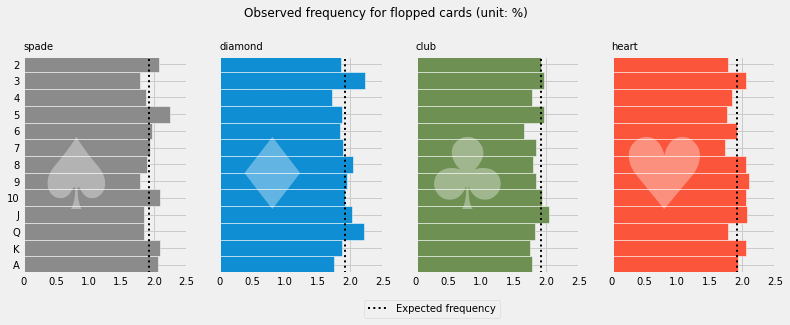 Observed frequency for flopped cards (unit: %)
spade
diamond
club
heart
2
3
4
5
6
7
8
9
10
J
Q
K
A
0 0.5 1.0 1.5 2.0 2.5
0 0.5 1.0 1.5 2.0 2.5
0 0.5 1.0 1.5 2.0 2.5
0 0.5 1.0 1.5 2.0 2.5
Expected frequency